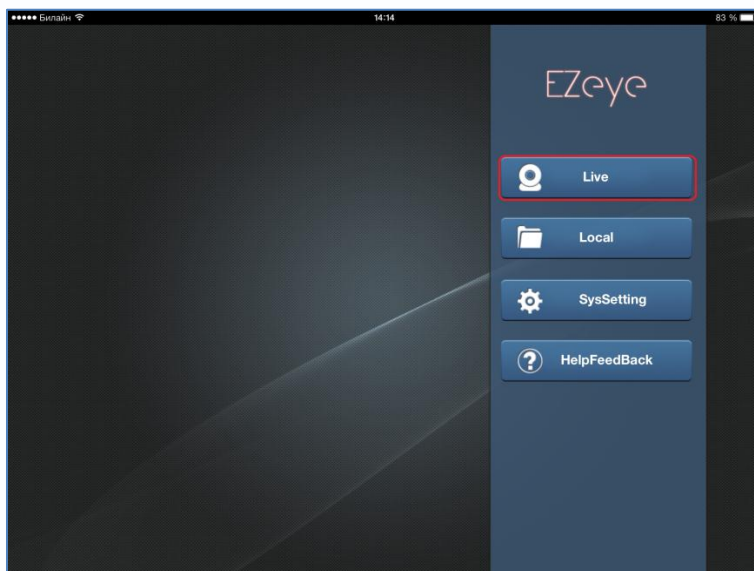 ●●●●● Билайн 14:14 83 %
EZeye
Live
Local
SysSetting
HelpFeedBack